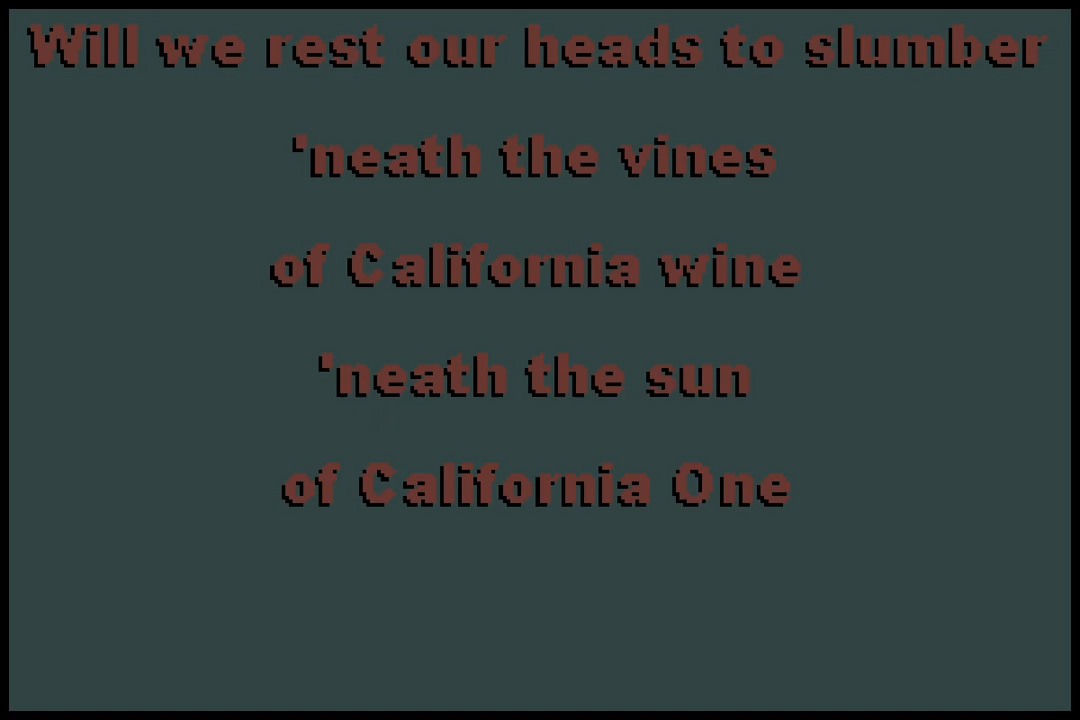 Will we rest our heads to slumber
'neath the vines
of California wine
'neath the sun
of California One